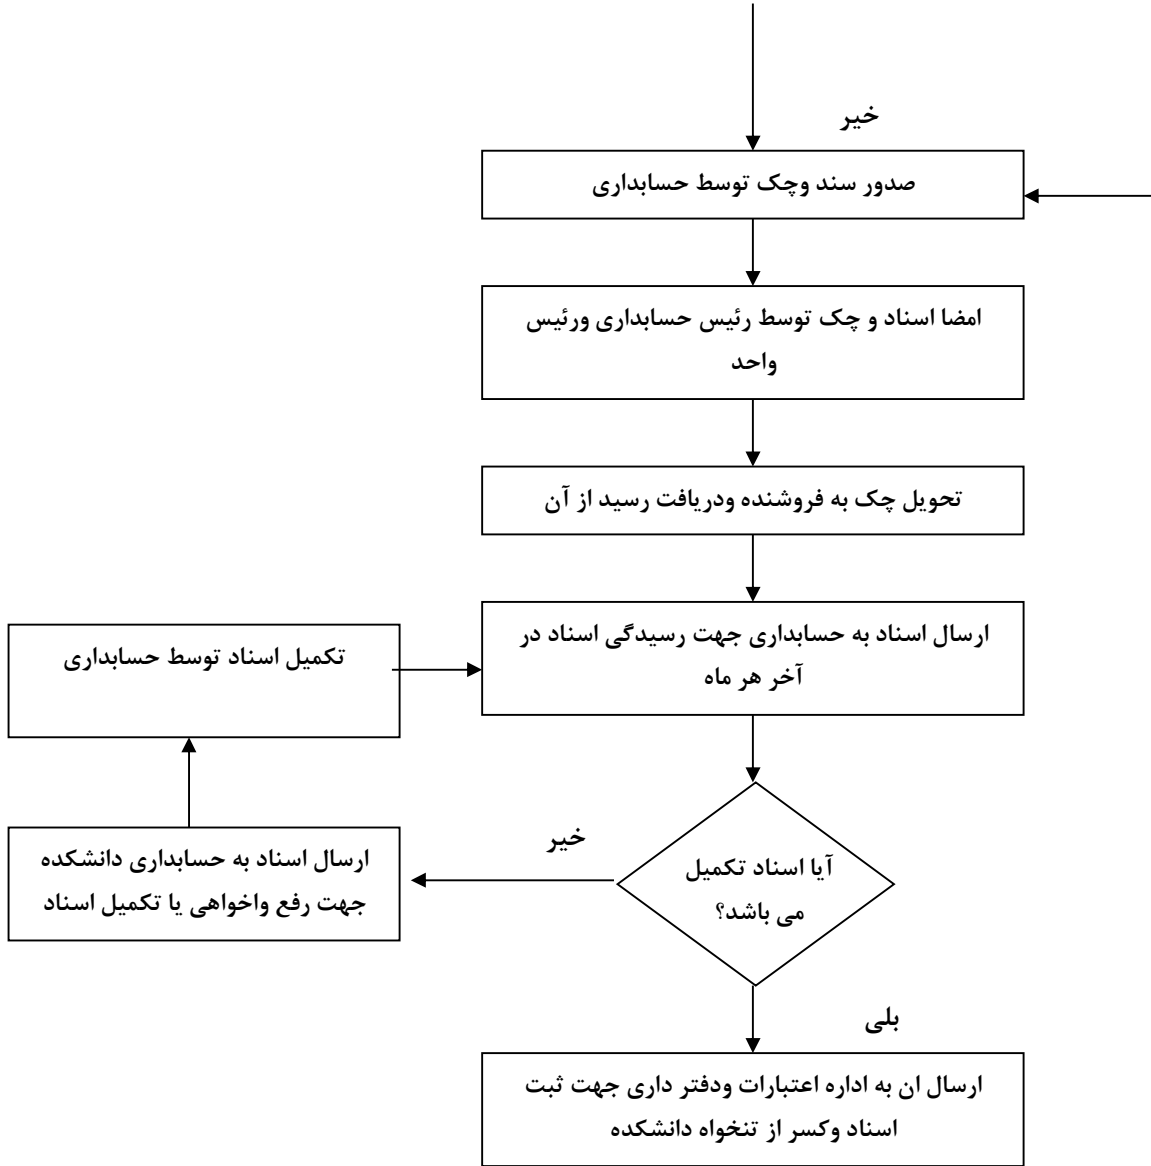 خیر
صدور سند وچک توسط حسابداری
امضا اسناد و چک توسط رئیس حسابداری ورئیس
واحد
تحویل چک به فروشنده ودریافت رسید از آن
ارسال اسناد به حسابداری جهت رسیدگی اسناد در
آخر هر ماه
تکمیل اسناد توسط حسابداری
آیا اسناد تکمیل
می باشد؟
خیر
ارسال اسناد به حسابداری دانشکده
جهت رفع واخواهی یا تکمیل اسناد
بلی
ارسال ان به اداره اعتبارات ودفتر داری جهت ثبت
اسناد وکسر از تنخواه دانشکده